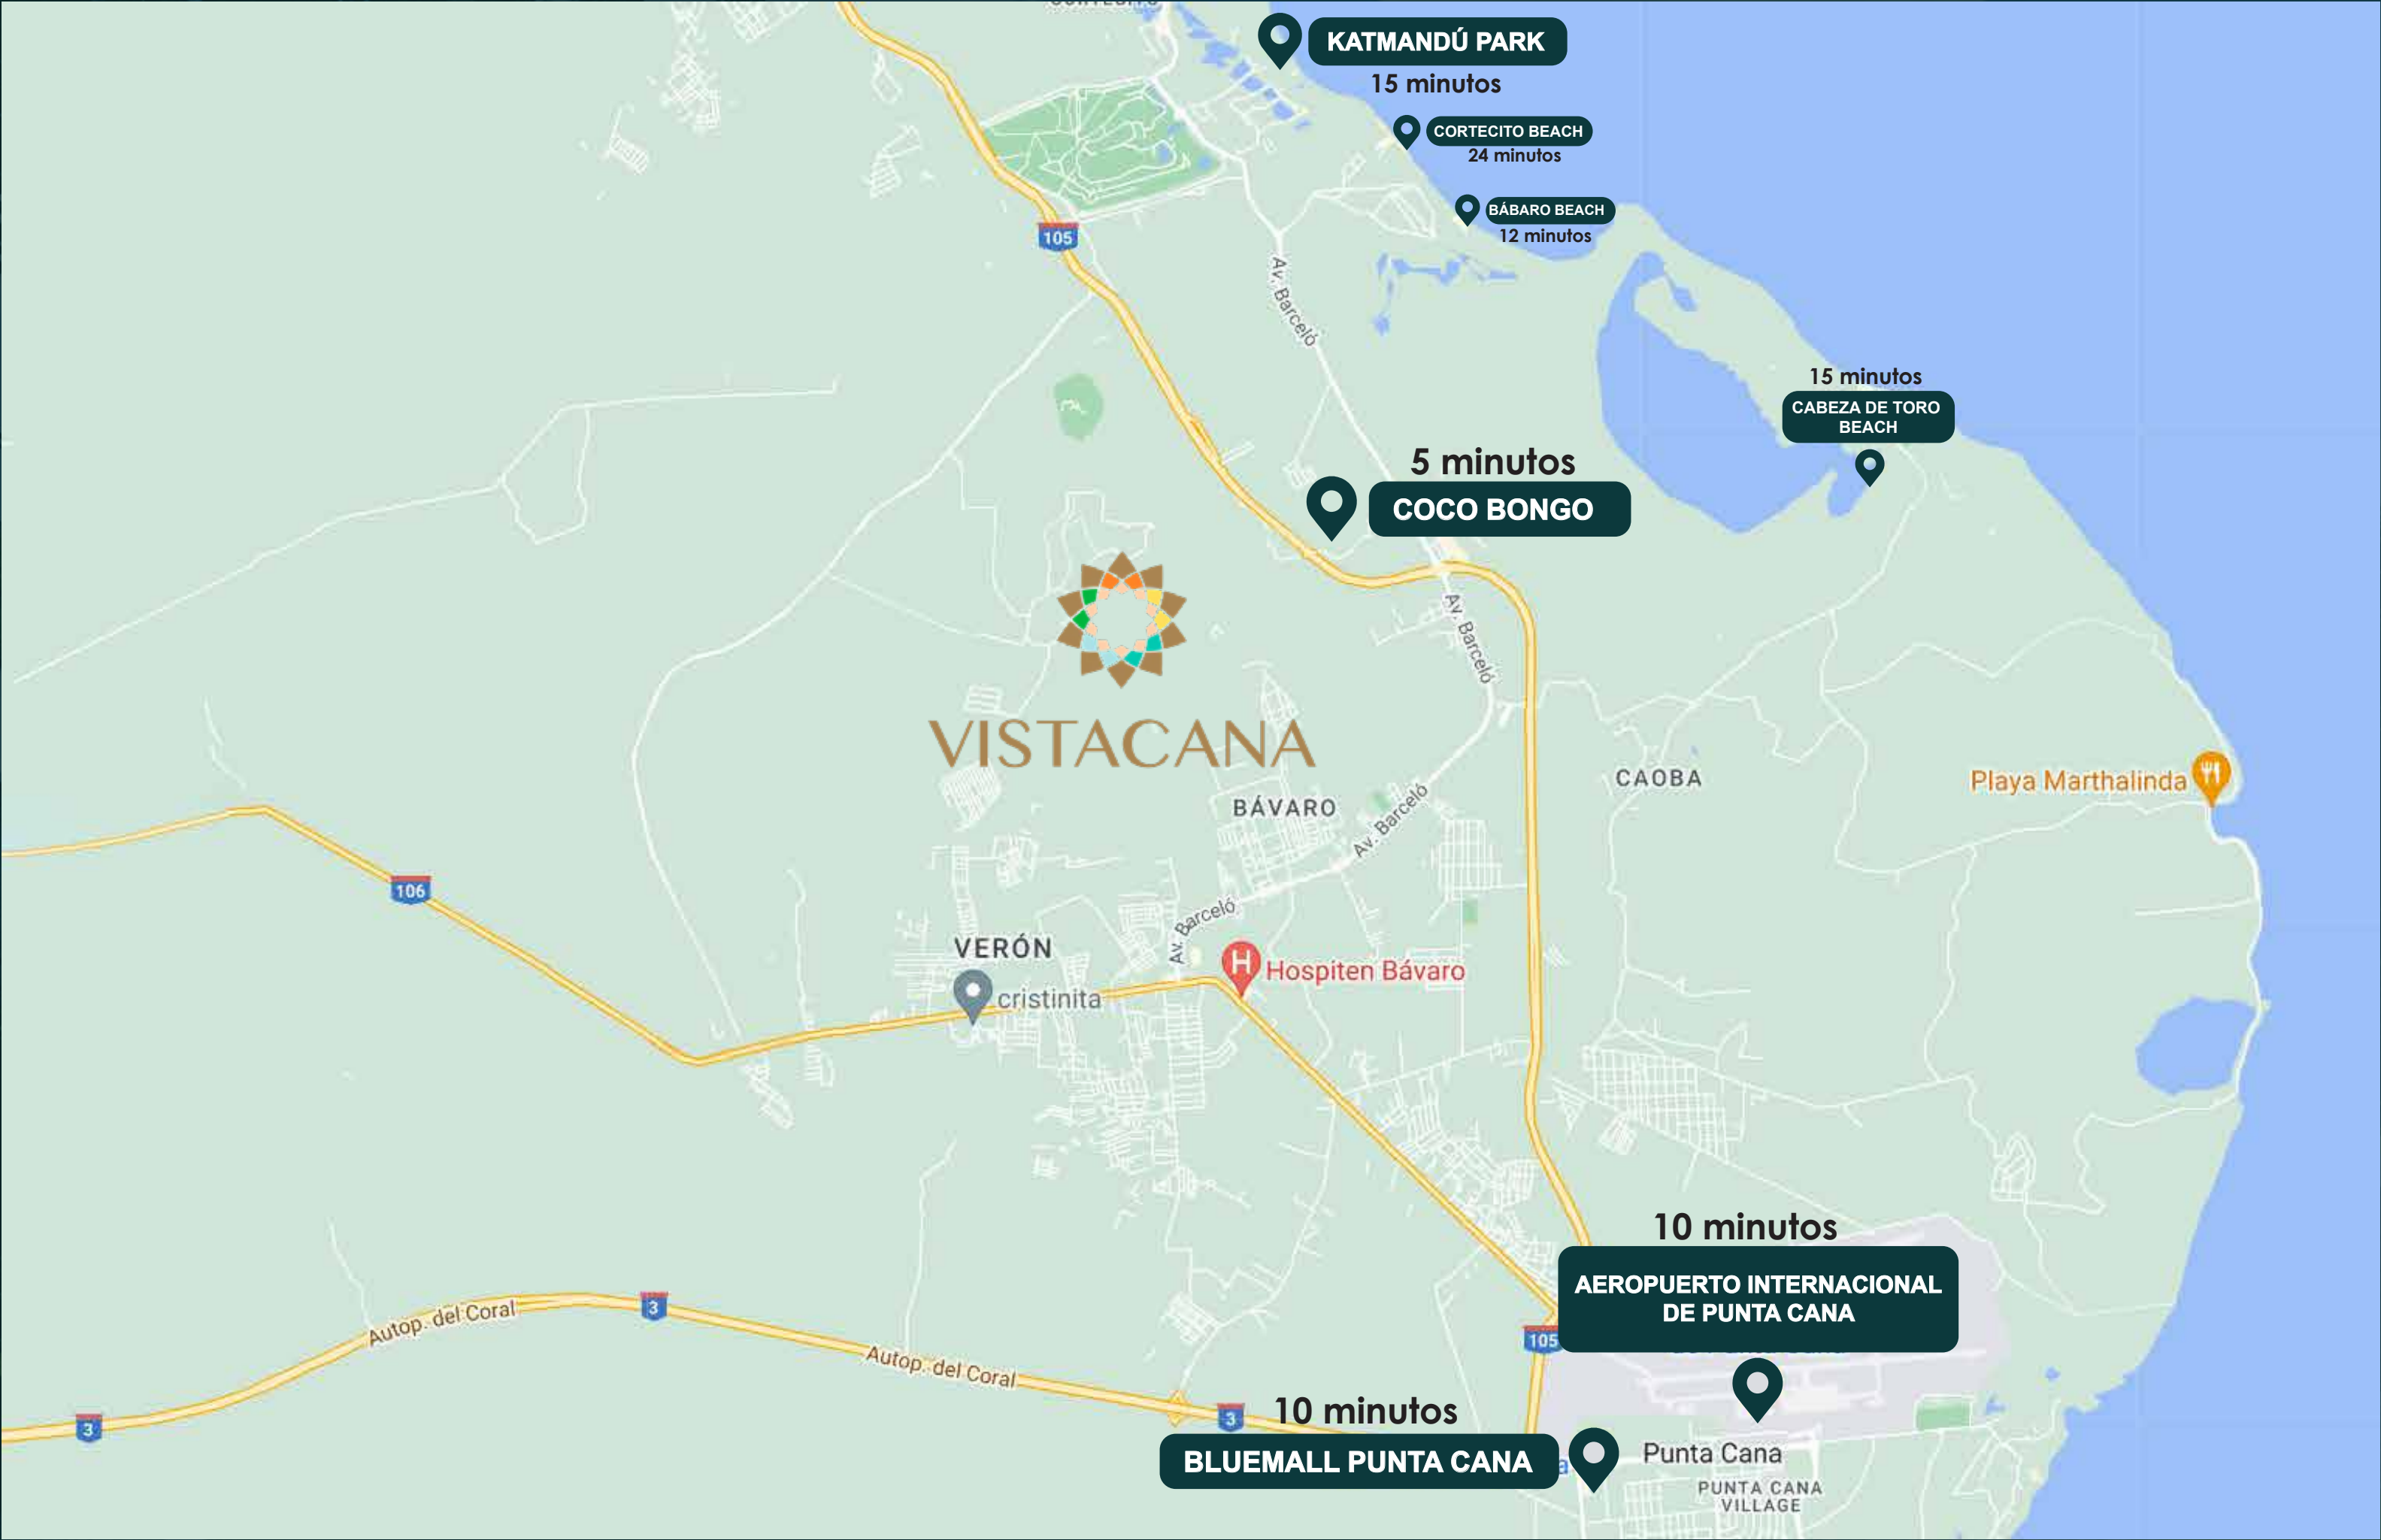 KATMANDÚ PARK
15 minutos
CORTECITO BEACH
24 minutos
BÁBARO BEACH
12 minutos
105
Av. Barceló
15 minutos
CABEZA DE TORO
BEACH
5 minutos
COCO BONGO
Av. Barceló
VISTACANA
CAOBA
Playa Marthalinda
BÁVARO
Av. Barceló
106
Av. Barceló
VERÓN
Hospiten Bávaro
cristinita
10 minutos
AEROPUERTO INTERNACIONAL
DE PUNTA CANA
3
Autop. del Coral
105
Autop. del Coral
3
3
10 minutos
BLUEMALL PUNTA CANA
Punta Cana
PUNTA CANA
VILLAGE